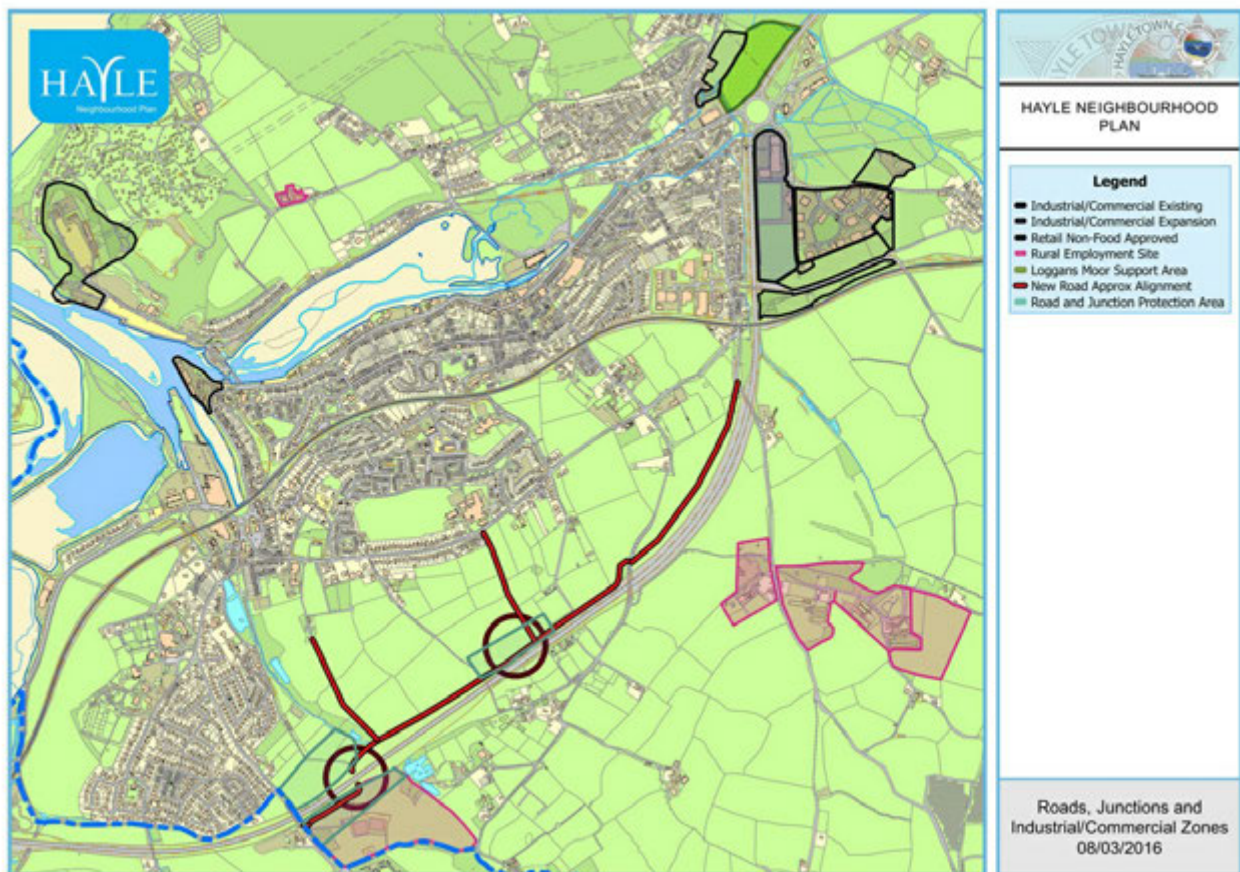 HAYLE
Neighbourhood Plan
HAYLE TOWN
HAYLE NEIGHBOURHOOD
PLAN
Legend
Industrial/Commercial Existing
Industrial/Commercial Expansion
Retail Non-Food Approved
Rural Employment Site
Loggans Moor Support Area
New Road Approx Alignment
Road and Junction Protection Area
Roads, Junctions and
Industrial/Commercial Zones
08/03/2016